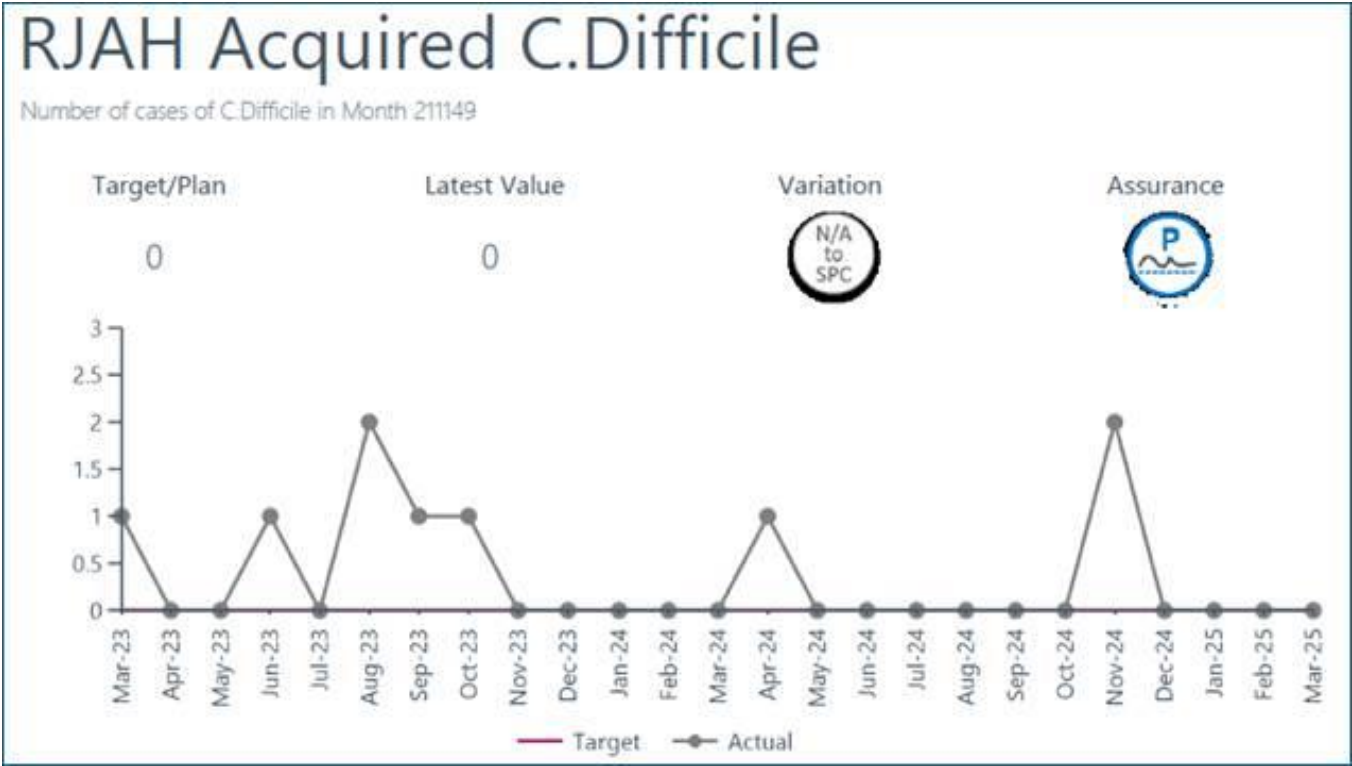 RJAH Acquired C.Difficile
Number of cases of C.Difficile in Month 211149
Target/Plan
Latest Value
Variation
Assurance
0
0
N/A
to
SPC
P
3
2.5
2
1.5
1
0.5
0
Mar-23
Apr-23
May-23
Jun-23
Jul-23
Aug-23
Sep-23
Oct-23
Nov-23
Dec-23
Jan-24
Feb-24
Mar-24
Apr-24
May-24
Jun-24
Jul-24
Aug-24
Sep-24
Oct-24
Nov-24
Dec-24
Jan-25
Feb-25
Mar-25
Target
Actual